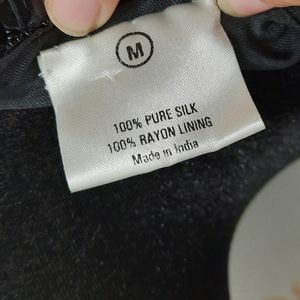 M
100% PURE SILK
100% RAYON LINING
Made in India